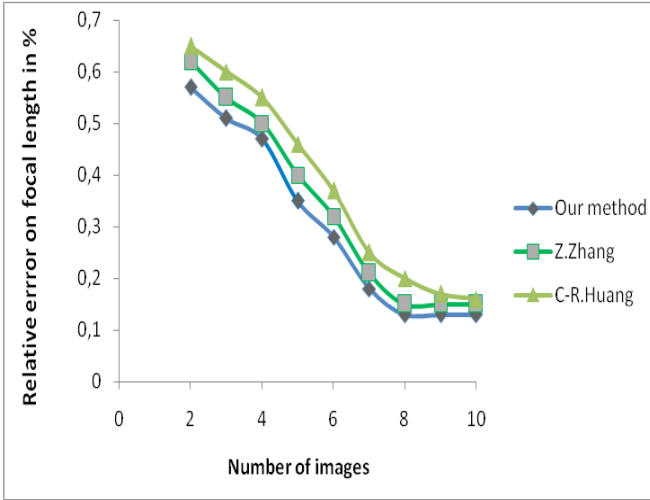 Relative errror on focal length in %
0,7
0,6
0,5
0,4
0,3
0,2
0,1
0
0 2 4 6 8 10
Number of images
Our method
Z.Zhang
C-R.Huang